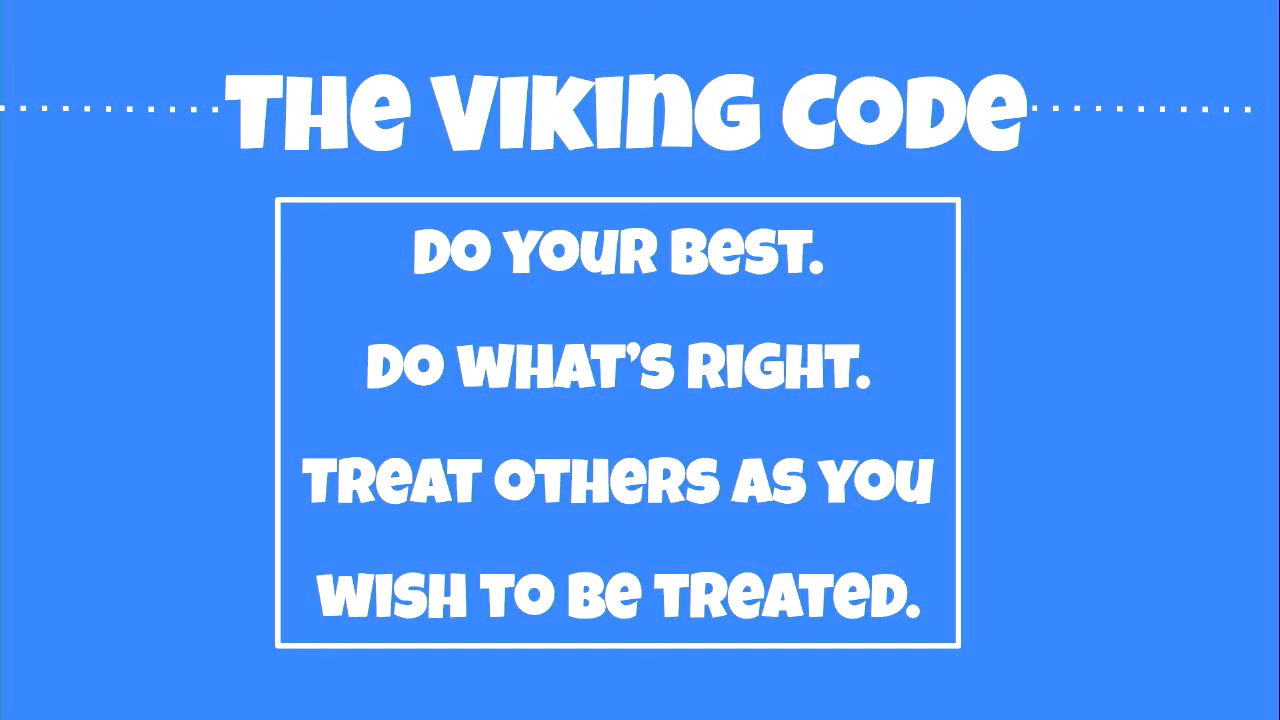 THE VIKING CODE
DO YOUR BEST.
DO WHAT'S RIGHT.
TREAT OTHERS AS YOU
WISH TO BE TREATED.